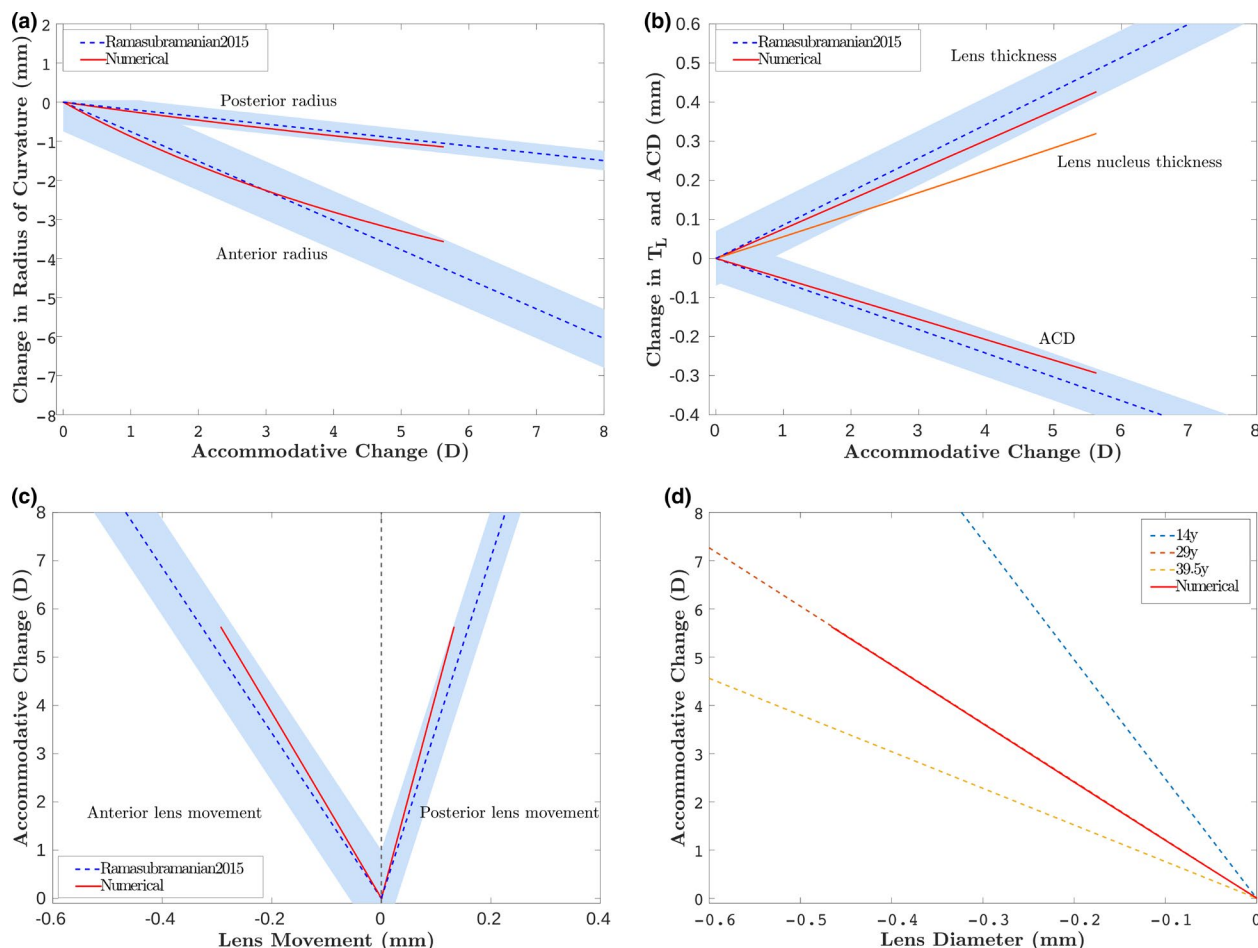 (a)
2
1
0
-1
-2
-3
-4
-5
-6
-7
-8
Change in Radius of Curvature (mm)
Ramasubramanian2015
Numerical
Posterior radius
Anterior radius
0 1 2 3 4 5 6 7 8
Accommodative Change (D)
(b)
0.6
0.5
0.4
0.3
0.2
0.1
0
-0.1
-0.2
-0.3
-0.4
Change in T_L and ACD (mm)
Ramasubramanian2015
Numerical
Lens thickness
Lens nucleus thickness
ACD
0 1 2 3 4 5 6 7 8
Accommodative Change (D)
(c)
8
7
6
5
4
3
2
1
0
Accommodative Change (D)
Anterior lens movement
Posterior lens movement
Ramasubramanian2015
Numerical
-0.6 -0.4 -0.2 0 0.2 0.4
Lens Movement (mm)
(d)
8
7
6
5
4
3
2
1
0
Accommodative Change (D)
14y
29y
39.5y
Numerical
-0.6 -0.5 -0.4 -0.3 -0.2 -0.1 0
Lens Diameter (mm)